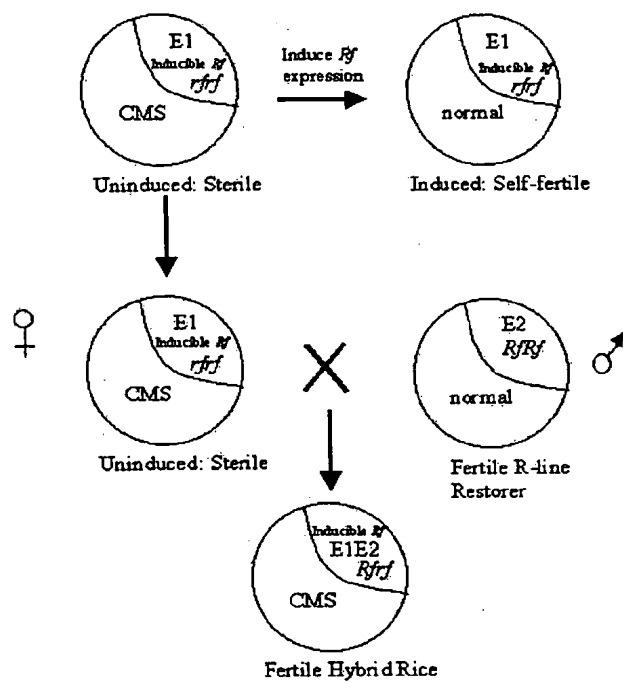 E1
Inducible Rf
rfrf
CMS
Uninduced: Sterile
Induce Rf
expression
E1
Inducible Rf
rfrf
normal
Induced: Self-fertile
♀
E1
Inducible Rf
rfrf
CMS
Uninduced: Sterile
E2
RfRf
normal
♂
Fertile R-line
Restorer
Inducible Rf
E1E2
Rfrf
CMS
Fertile Hybrid Rice